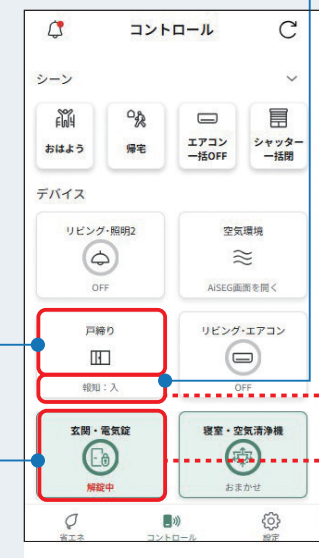 コントロール
シーン
おはよう
帰宅
エアコン
一括OFF
シャッター
一括閉
デバイス
リビング・照明2
OFF
空気環境
AiSEG画面を開く
戸締り
報知：入
リビング・エアコン
OFF
玄関・電気錠
解錠中
寝室・空気清浄機
おまかせ
省エネ
コントロール
設定